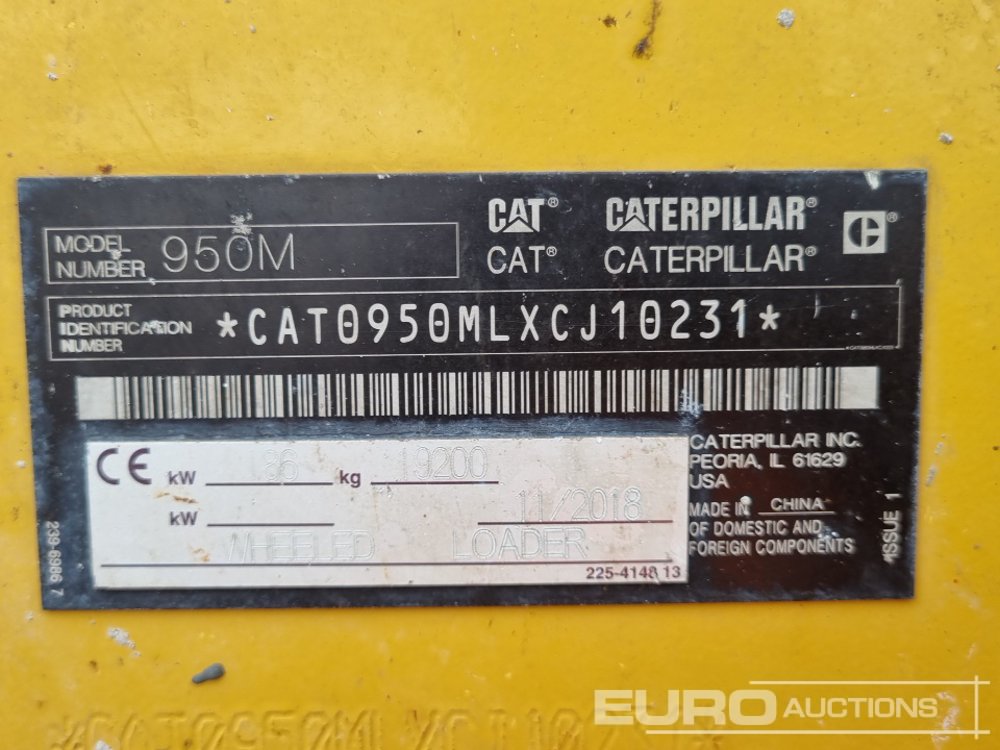 CAT® CATERPILLAR®
MODEL NUMBER 950M
CAT® CATERPILLAR®
PRODUCT IDENTIFICATION NUMBER *CAT0950MLXCJ10231*
CE kW 136 kg 19200
kW 11/2018
WHEELED LOADER
225-4148 13
CATERPILLAR INC.
PEORIA, IL 61629
USA
MADE IN CHINA
OF DOMESTIC AND
FOREIGN COMPONENTS
ISSUE 1
239-6986 7
EURO AUCTIONS